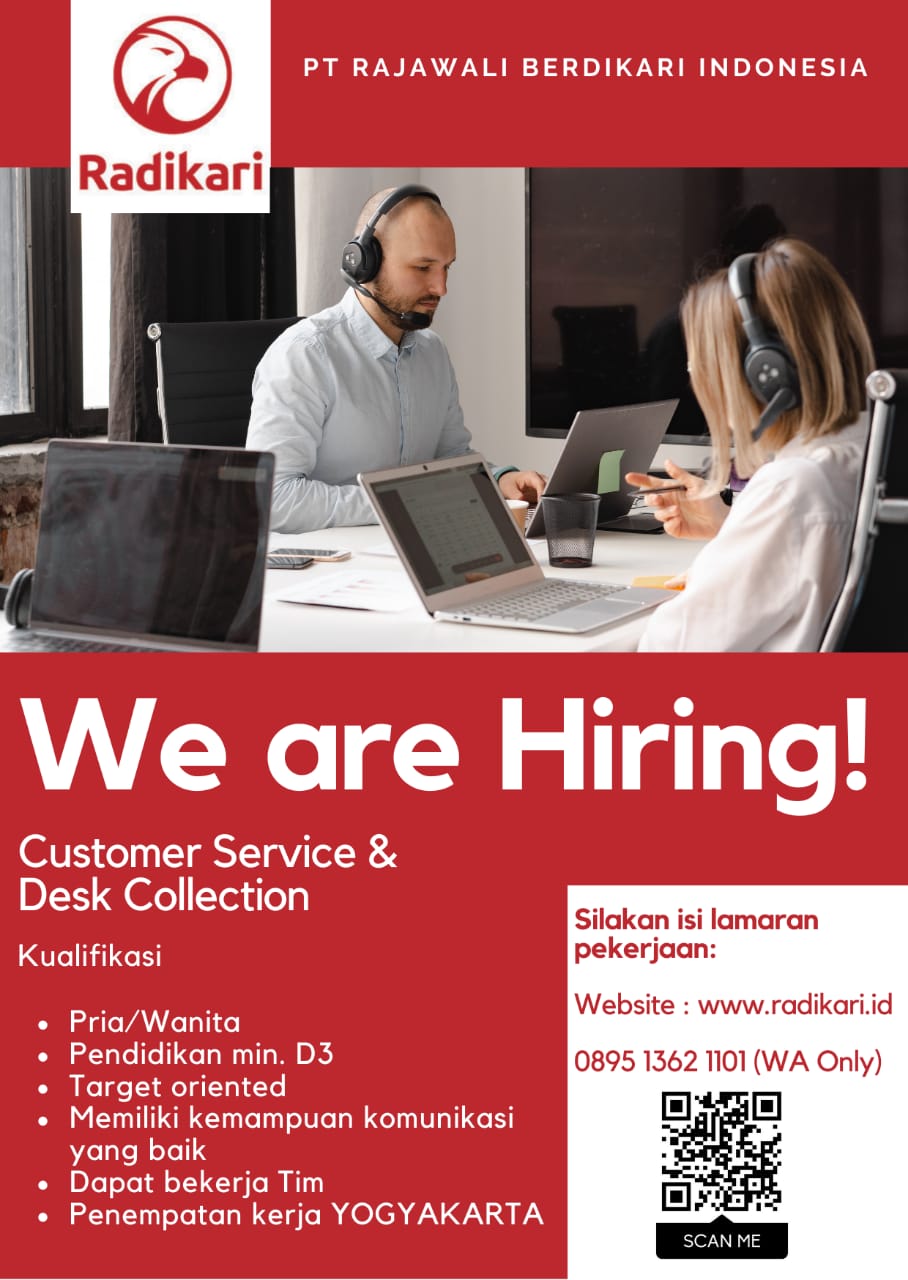 Radikari
PT RAJAWALI BERDIKARI INDONESIA
We are Hiring!
Customer Service &
Desk Collection
Kualifikasi
• Pria/Wanita
• Pendidikan min. D3
• Target oriented
• Memiliki kemampuan komunikasi
yang baik
• Dapat bekerja Tim
• Penempatan kerja YOGYAKARTA
Silakan isi lamaran
pekerjaan:
Website : www.radikari.id
0895 1362 1101 (WA Only)
SCAN ME